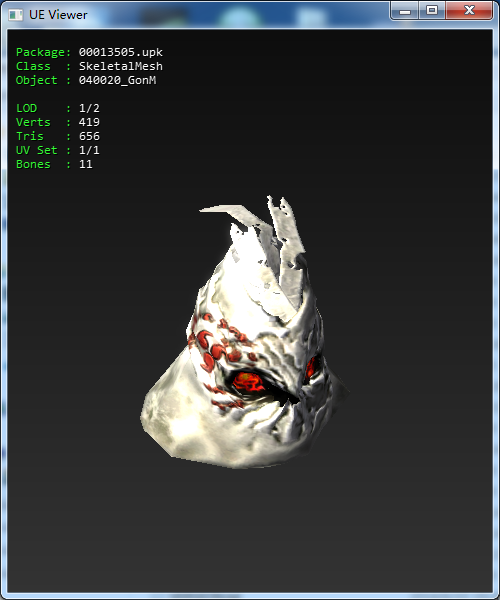 UE Viewer
Package: 00013505.upk
Class : SkeletalMesh
Object : 040020_GonM
LOD : 1/2
Verts : 419
Tris : 656
UV Set : 1/1
Bones : 11